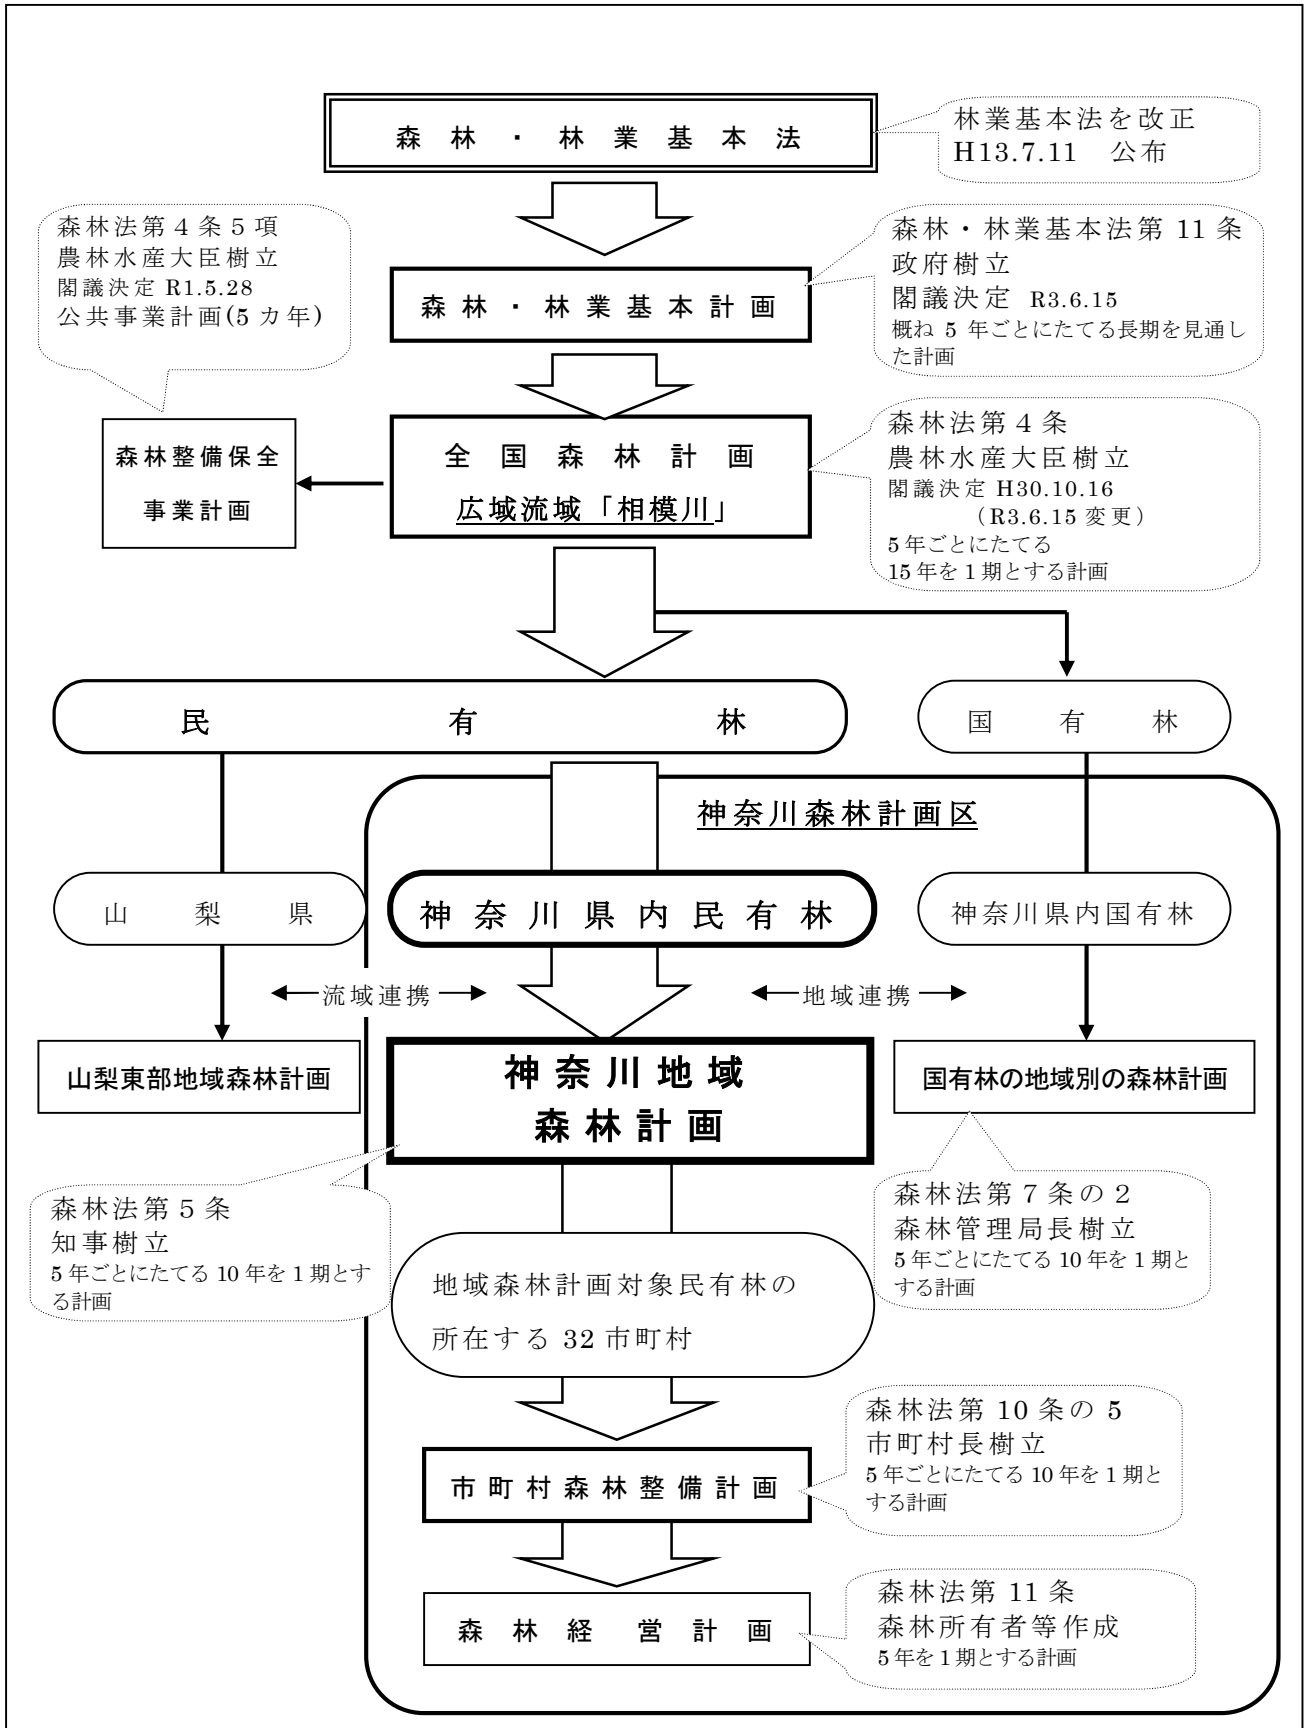 森 林 ・ 林 業 基 本 法
林業基本法を改正
H13.7.11 公布
森林法第４条５項
農林水産大臣樹立
閣議決定 R1.5.28
公共事業計画(5 カ年)
森林・林業基本計画
森林・林業基本法第 11 条
政府樹立
閣議決定 R3.6.15
概ね 5 年ごとにたてる長期を見通し
た計画
森林整備保全
事業計画
全 国 森 林 計 画
広域流域「相模川」
森林法第 4 条
農林水産大臣樹立
閣議決定 H30.10.16
（R3.6.15 変更）
5 年ごとにたてる
15 年を 1 期とする計画
民 有 林
国 有 林
神奈川森林計画区
山 梨 県
神奈川県内民有林
神奈川県内国有林
流域連携
地域連携
山梨東部地域森林計画
神奈川地域
森林計画
国有林の地域別の森林計画
森林法第５条
知事樹立
5 年ごとにたてる 10 年を 1 期とす
る計画
森林法第７条の２
森林管理局長樹立
5 年ごとにたてる 10 年を 1 期と
する計画
地域森林計画対象民有林の
所在する 32 市町村
森林法第 10 条の 5
市町村長樹立
5 年ごとにたてる 10 年を 1 期と
する計画
市町村森林整備計画
森林法第 11 条
森林所有者等作成
5 年を 1 期とする計画
森 林 経 営 計 画